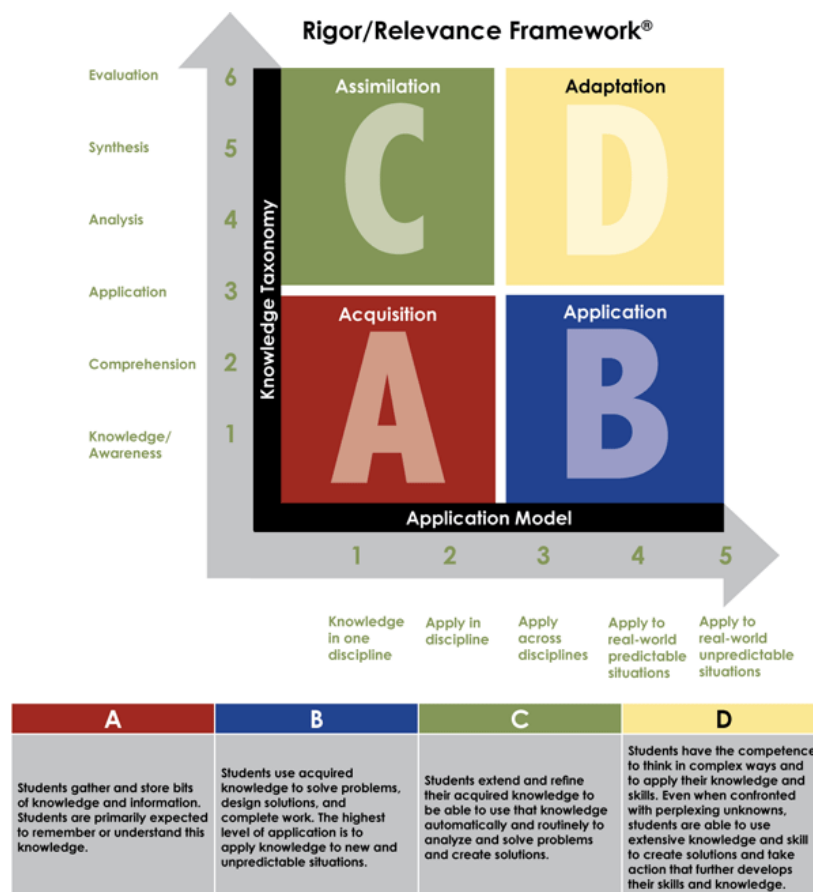 Rigor/Relevance Framework®
Evaluation 6
Synthesis 5
Analysis 4
Application 3
Comprehension 2
Knowledge/
Awareness
1
Knowledge Taxonomy
Assimilation
C
Adaptation
D
Acquisition
A
Application
B
Application Model
1 2 3 4 5
Knowledge
in one
discipline
Apply in
discipline
Apply
across
disciplines
Apply to
real-world
predictable
situations
Apply to
real-world
unpredictable
situations
A
Students gather and store bits
of knowledge and information.
Students are primarily expected
to remember or understand this
knowledge.
B
Students use acquired
knowledge to solve problems,
design solutions, and
complete work. The highest
level of application is to
apply knowledge to new and
unpredictable situations.
C
Students extend and refine
their acquired knowledge to
be able to use that knowledge
automatically and routinely to
analyze and solve problems
and create solutions.
D
Students have the competence
to think in complex ways and
to apply their knowledge and
skills. Even when confronted
with perplexing unknowns,
students are able to use
extensive knowledge and skill
to create solutions and take
action that further develops
their skills and knowledge.